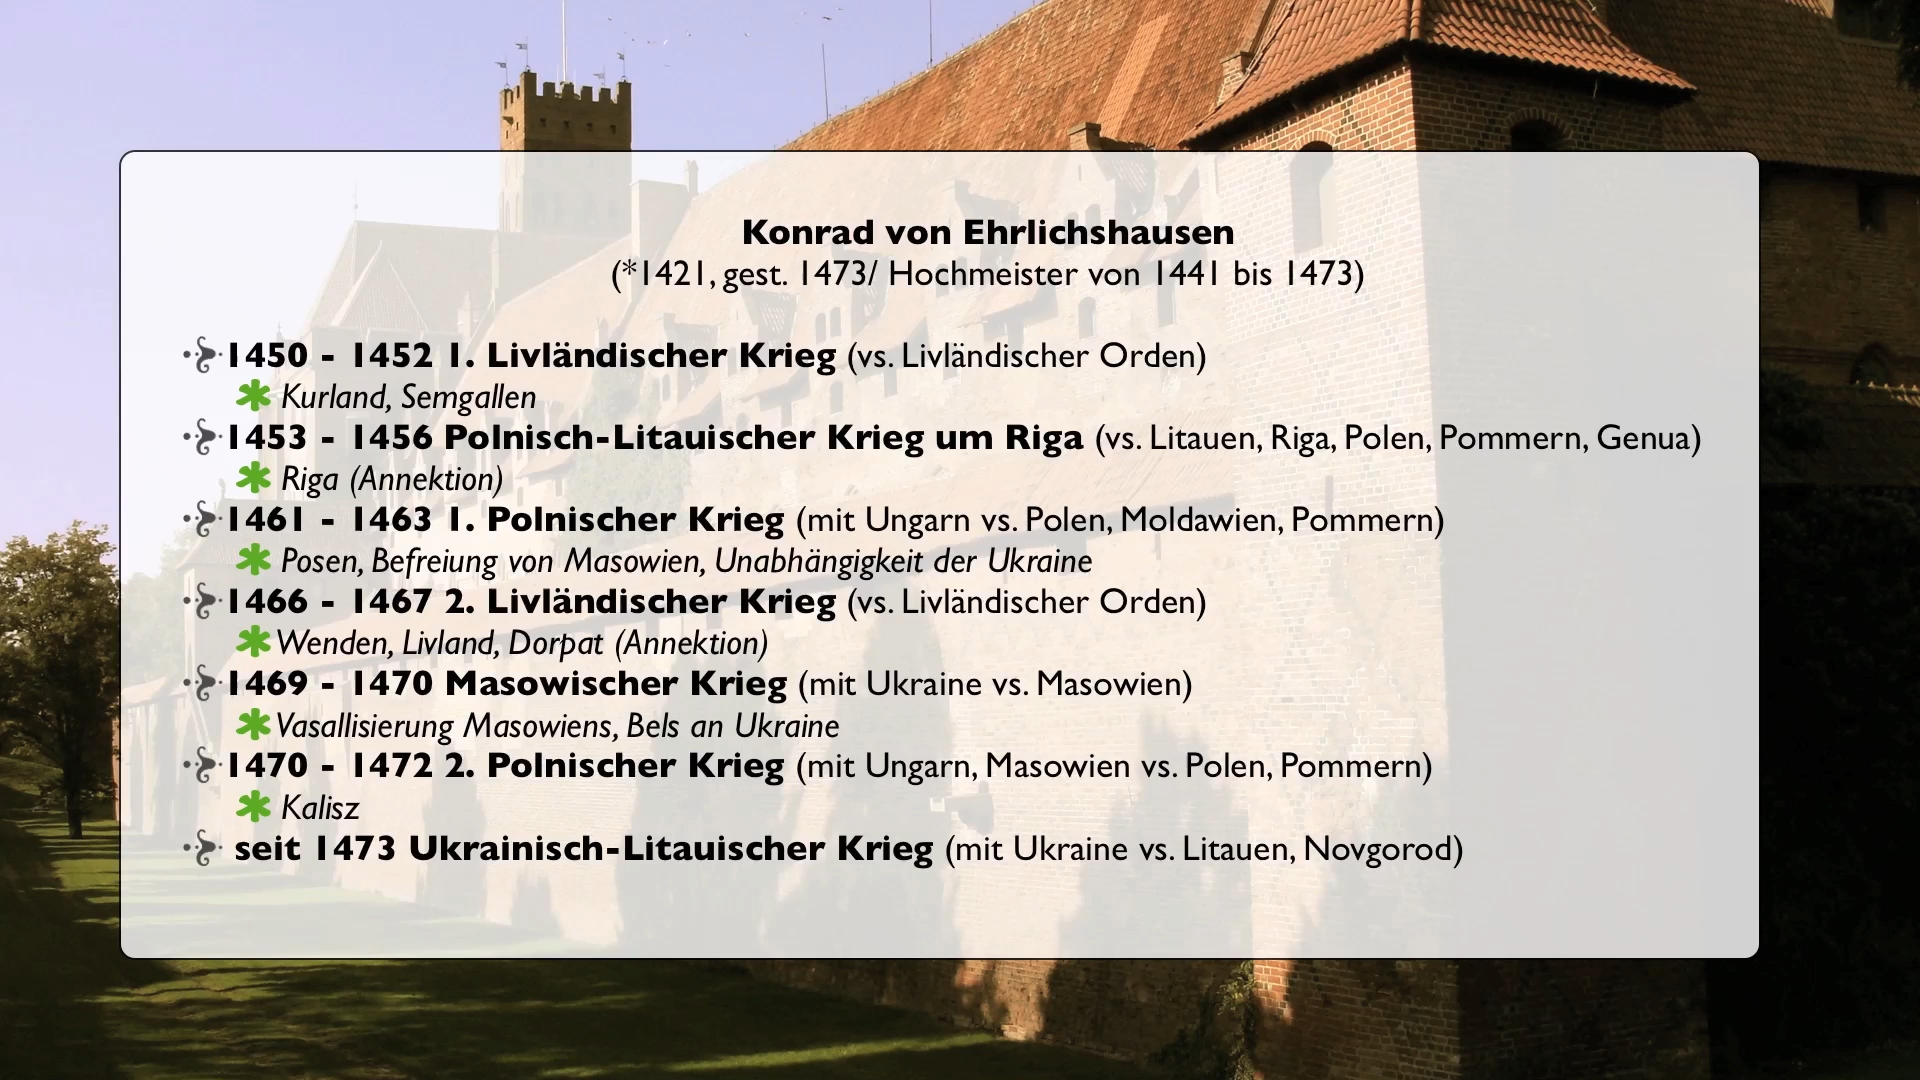 Konrad von Ehrlichshausen
(*1421, gest. 1473/ Hochmeister von 1441 bis 1473)
1450 - 1452 1. Livländischer Krieg (vs. Livländischer Orden)
Kurland, Semgallen
1453 - 1456 Polnisch-Litauischer Krieg um Riga (vs. Litauen, Riga, Polen, Pommern, Genua)
Riga (Annektion)
1461 - 1463 1. Polnischer Krieg (mit Ungarn vs. Polen, Moldawien, Pommern)
Posen, Befreiung von Masowien, Unabhängigkeit der Ukraine
1466 - 1467 2. Livländischer Krieg (vs. Livländischer Orden)
Wenden, Livland, Dorpat (Annektion)
1469 - 1470 Masowischer Krieg (mit Ukraine vs. Masowien)
Vasallisierung Masowiens, Bels an Ukraine
1470 - 1472 2. Polnischer Krieg (mit Ungarn, Masowien vs. Polen, Pommern)
Kalisz
seit 1473 Ukrainisch-Litauischer Krieg (mit Ukraine vs. Litauen, Novgorod)